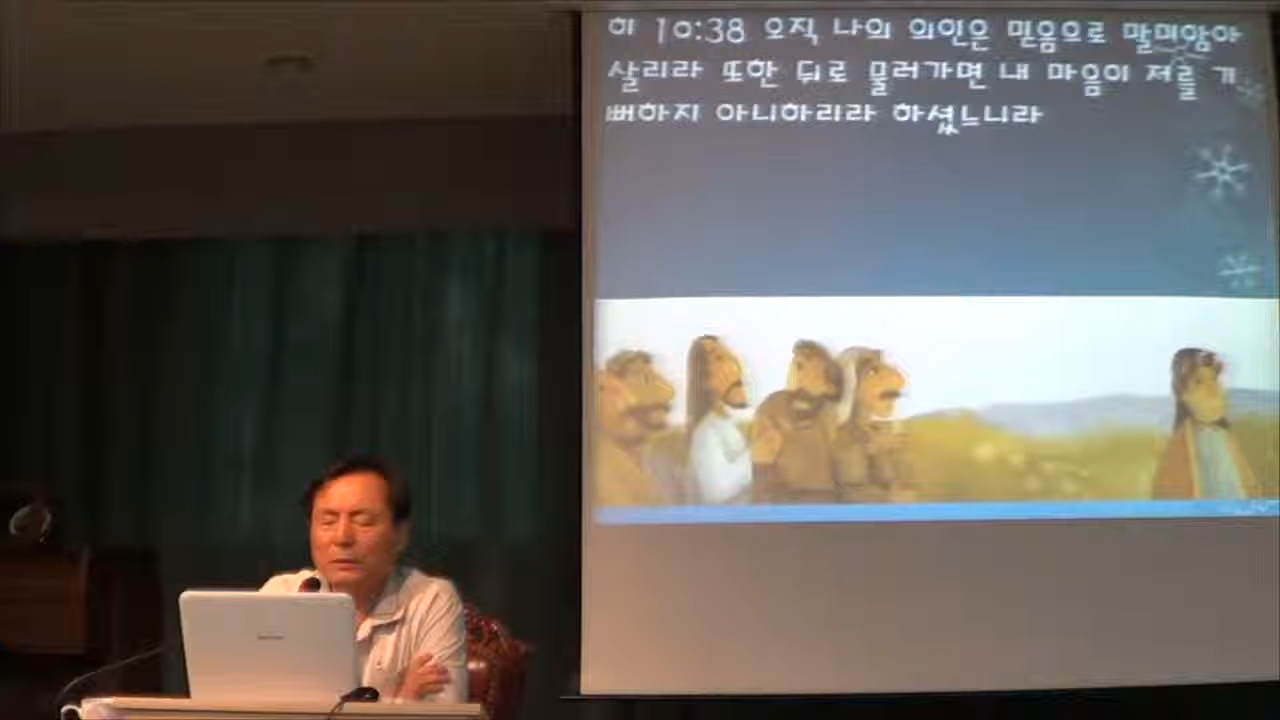 히 10:38 오직 나의 의인은 믿음으로 말미암아
살리라 또한 뒤로 물러가면 내 마음이 저를 기
뻐하지 아니하리라 하셨느니라